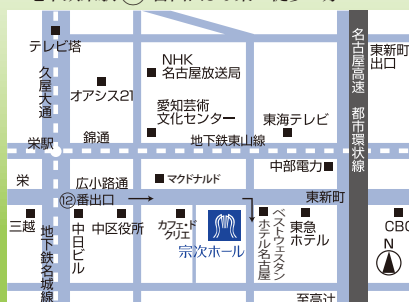 テレビ塔
久屋大通
NHK
名古屋放送局
オアシス21
愛知芸術
文化センター
東海テレビ
名古屋高速 都市環状線
東新町
出口
栄駅
錦通
地下鉄東山線
中部電力
栄
広小路通
マクドナルド
東新町
⑫番出口
三越
地下鉄名城線
中日ビル
中区役所
カフェ・ド
クリエ
宗次ホール
ベストウェスタン
ホテル名古屋
東急
ホテル
CBC
N
至高辻